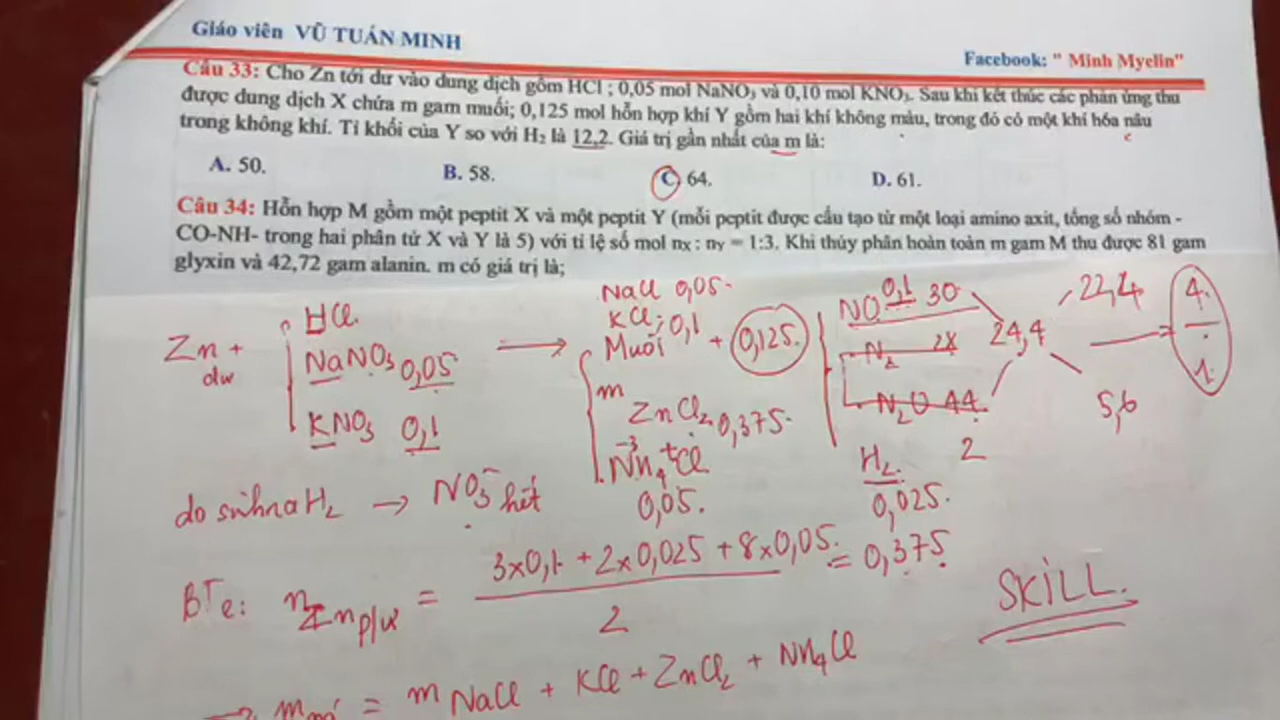 Giáo viên VŨ TUẤN MINH
Facebook: " Minh Myelin"
Câu 33: Cho Zn tới dư vào dung dịch gồm HCl ; 0,05 mol NaNO₃ và 0,10 mol KNO₃. Sau khi kết thúc các phản ứng thu
được dung dịch X chứa m gam muối; 0,125 mol hỗn hợp khí Y gồm hai khí không màu, trong đó có một khí hóa nâu
trong không khí. Tỉ khối của Y so với H₂ là 12,2. Giá trị gần nhất của m là:
A. 50. B. 58. C. 64. D. 61.
Câu 34: Hỗn hợp M gồm một peptit X và một peptit Y (mỗi peptit được cấu tạo từ một loại amino axit, tổng số nhóm -
CO-NH- trong hai phân tử X và Y là 5) với tỉ lệ số mol nX : nY = 1:3. Khi thủy phân hoàn toàn m gam M thu được 81 gam
glyxin và 42,72 gam alanin. m có giá trị là;
NaCl 0,05.
HCl KCl; 0,1 NO 0,1 30 22,4 4
Zn + NaNO₃ 0,05 → Muối + 0,125. N₂ 2X 24,4 =
dư m N₂O 44 1
KNO₃ 0,1 ZnCl₂ 0,375. 5,6
NH₄Cl H₂ 2
do sinh ra H₂ → NO₃⁻ hết 0,05. 0,025.
BTe: nZn p/ư = 3x0,1 + 2x0,025 + 8x0,05 = 0,375
2
SKILL.
→ m = m NaCl + KCl + ZnCl₂ + NH₄Cl